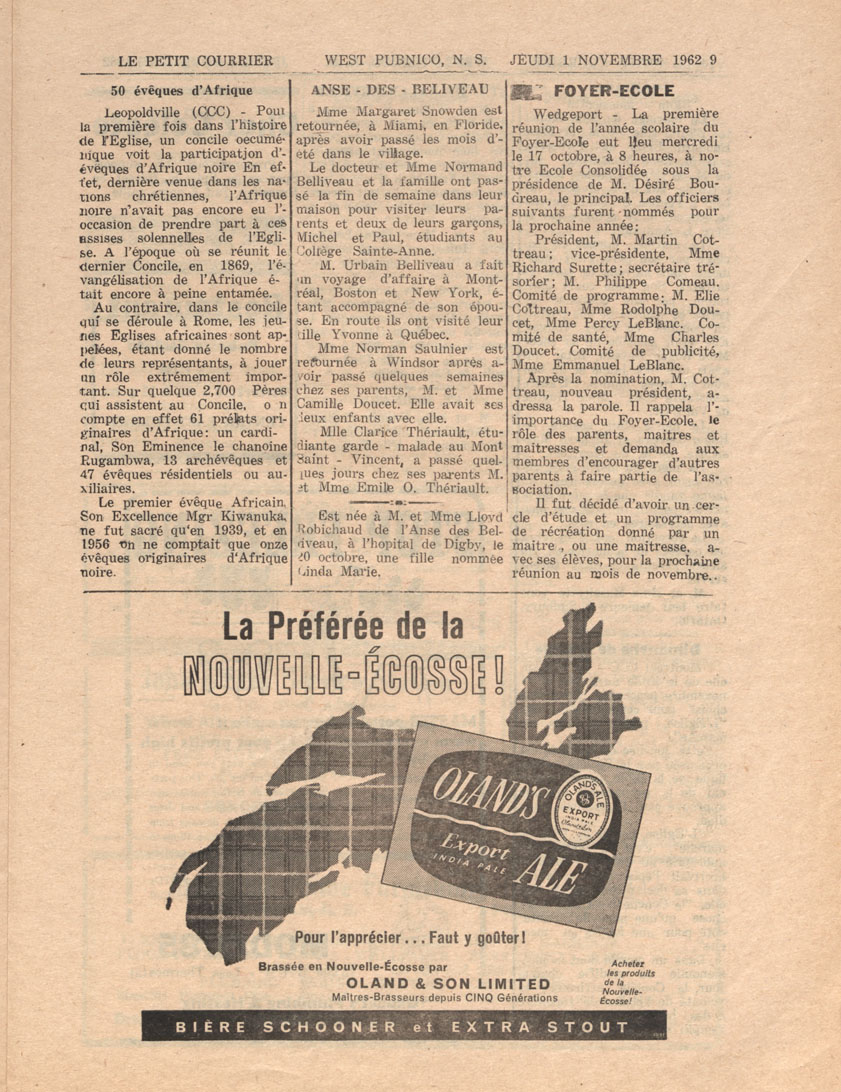 LE PETIT COURRIER WEST PUBNICO, N. S. JEUDI 1 NOVEMBRE 1962 9
50 évêques d'Afrique
Leopoldville (CCC) - Pour
la première fois dans l'histoire
de l'Eglise, un concile oecumé-
nique voit la participatjon d'-
évêques d'Afrique noire En ef-
fet, dernière venue dans les na-
tions chrétiennes, l'Afrique
noire n'avait pas encore eu l'-
occasion de prendre part à ces
assises solennelles de l'Egli-
se. A l'époque où se réunit le
dernier Concile, en 1869, l'é-
vangélisation de l'Afrique é-
tait encore à peine entamée.
Au contraire, dans le concile
qui se déroule à Rome, les jeu-
nes Eglises africaines sont ap-
pelées, étant donné le nombre
de leurs représentants, à jouer
un rôle extrémement impor-
tant. Sur quelque 2,700 Pères
qui assistent au Concile, o n
compte en effet 61 prélats ori-
ginaires d'Afrique: un cardi-
nal, Son Eminence le chanoine
Rugambwa, 13 archévêques et
47 évêques résidentiels ou au-
xiliaires.
Le premier évêque Africain,
Son Excellence Mgr Kiwanuka,
ne fut sacré qu'en 1939, et en
1956 on ne comptait que onze
évêques originaires d'Afrique
noire.
ANSE - DES - BELIVEAU
Mme Margaret Snowden est
retournée, à Miami, en Floride,
après avoir passé les mois d'-
été dans le village.
Le docteur et Mme Normand
Belliveau et la famille ont pas-
sé la fin de semaine dans leur
maison pour visiter leurs pa-
rents et deux de leurs garçons,
Michel et Paul, étudiants au
Collège Sainte-Anne.
M. Urbain Belliveau a fait
un voyage d'affaire à Mont-
réal, Boston et New York, é-
tant accompagné de son épou-
se. En route ils ont visité leur
fille Yvonne à Québec.
Mme Norman Saulnier est
retournée à Windsor après a-
voir passé quelques semaines
chez ses parents, M. et Mme
Camille Doucet. Elle avait ses
deux enfants avec elle.
Mlle Clarice Thériault, étu-
diante garde - malade au Mont
Saint - Vincent, a passé quel-
ques jours chez ses parents M.
et Mme Emile O. Thériault.
Est née à M. et Mme Lloyd
Robichaud de l'Anse des Bel-
liveau, à l'hopital de Digby, le
20 octobre, une fille nommée
Linda Marie.
FOYER-ECOLE
Wedgeport - La première
réunion de l'année scolaire du
Foyer-Ecole eut lieu mercredi
le 17 octobre, à 8 heures, à no-
tre Ecole Consolidée sous la
présidence de M. Désiré Bou-
dreau, le principal. Les officiers
suivants furent nommés pour
la prochaine année:
Président, M. Martin Cot-
treau; vice-présidente, Mme
Richard Surette; secrétaire tré-
sorier; M. Philippe Comeau.
Comité de programme: M. Elie
Cottreau, Mme Rodolphe Dou-
cet, Mme Percy LeBlanc. Co-
mité de santé, Mme Charles
Doucet. Comité de publicité,
Mme Emmanuel LeBlanc.
Après la nomination, M. Cot-
treau, nouveau président, a-
dressa la parole. Il rappela l'-
importance du Foyer-Ecole, le
rôle des parents, maitres et
maitresses et demanda aux
membres d'encourager d'autres
parents à faire partie de l'as-
sociation.
Il fut décidé d'avoir un cer-
cle d'étude et un programme
de récréation donné par un
maitre, ou une maitresse, a-
vec ses élèves, pour la prochaine
réunion au mois de novembre..
La Préférée de la
NOUVELLE-ÉCOSSE!
OLAND'S
Export
INDIA PALE
ALE
OLAND'S ALE
EXPORT
INDIA PALE
Pour l'apprécier... Faut y goûter!
Brassée en Nouvelle-Écosse par
OLAND & SON LIMITED
Maîtres-Brasseurs depuis CINQ Générations
Achetez
les produits
de la
Nouvelle-
Écosse!
BIÈRE SCHOONER et EXTRA STOUT